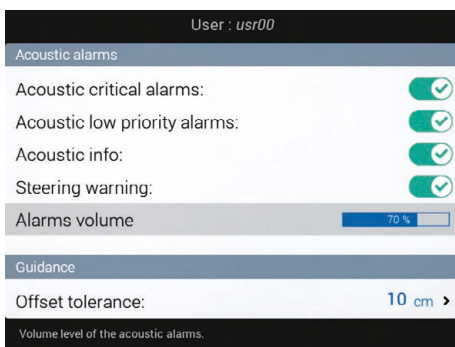 User : usr00
Acoustic alarms
Acoustic critical alarms:
Acoustic low priority alarms:
Acoustic info:
Steering warning:
Alarms volume 70 %
Guidance
Offset tolerance: 10 cm >
Volume level of the acoustic alarms.